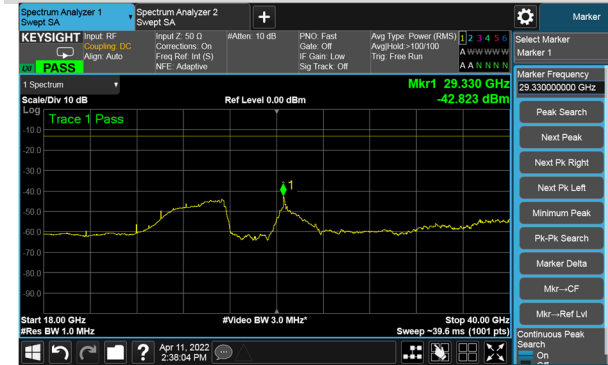 Spectrum Analyzer 1
Swept SA
Spectrum Analyzer 2
Swept SA
Marker
KEYSIGHT
Input: RF
Coupling: DC
Align: Auto
Input Z: 50 Ω
Corrections: On
Freq Ref: Int (S)
NFE: Adaptive
#Atten: 10 dB
PNO: Fast
Gate: Off
IF Gain: Low
Sig Track: Off
Avg Type: Power (RMS)
Avg|Hold:>100/100
Trig: Free Run
1 2 3 4 5 6
A W W W W W
A A N N N N
PASS
Select Marker
Marker 1
1 Spectrum
Mkr1 29.330 GHz
Scale/Div 10 dB
Ref Level 0.00 dBm
-42.823 dBm
Log
Trace 1 Pass
-10.0
-20.0
-30.0
-40.0
-50.0
-60.0
-70.0
-80.0
-90.0
1
Start 18.00 GHz
#Video BW 3.0 MHz*
Stop 40.00 GHz
#Res BW 1.0 MHz
Sweep ~39.6 ms (1001 pts)
Marker Frequency
29.330000000 GHz
Peak Search
Next Peak
Next Pk Right
Next Pk Left
Minimum Peak
Pk-Pk Search
Marker Delta
Mkr→CF
Mkr→Ref Lvl
Continuous Peak
Search
On
Off
?
Apr 11, 2022
2:38:04 PM